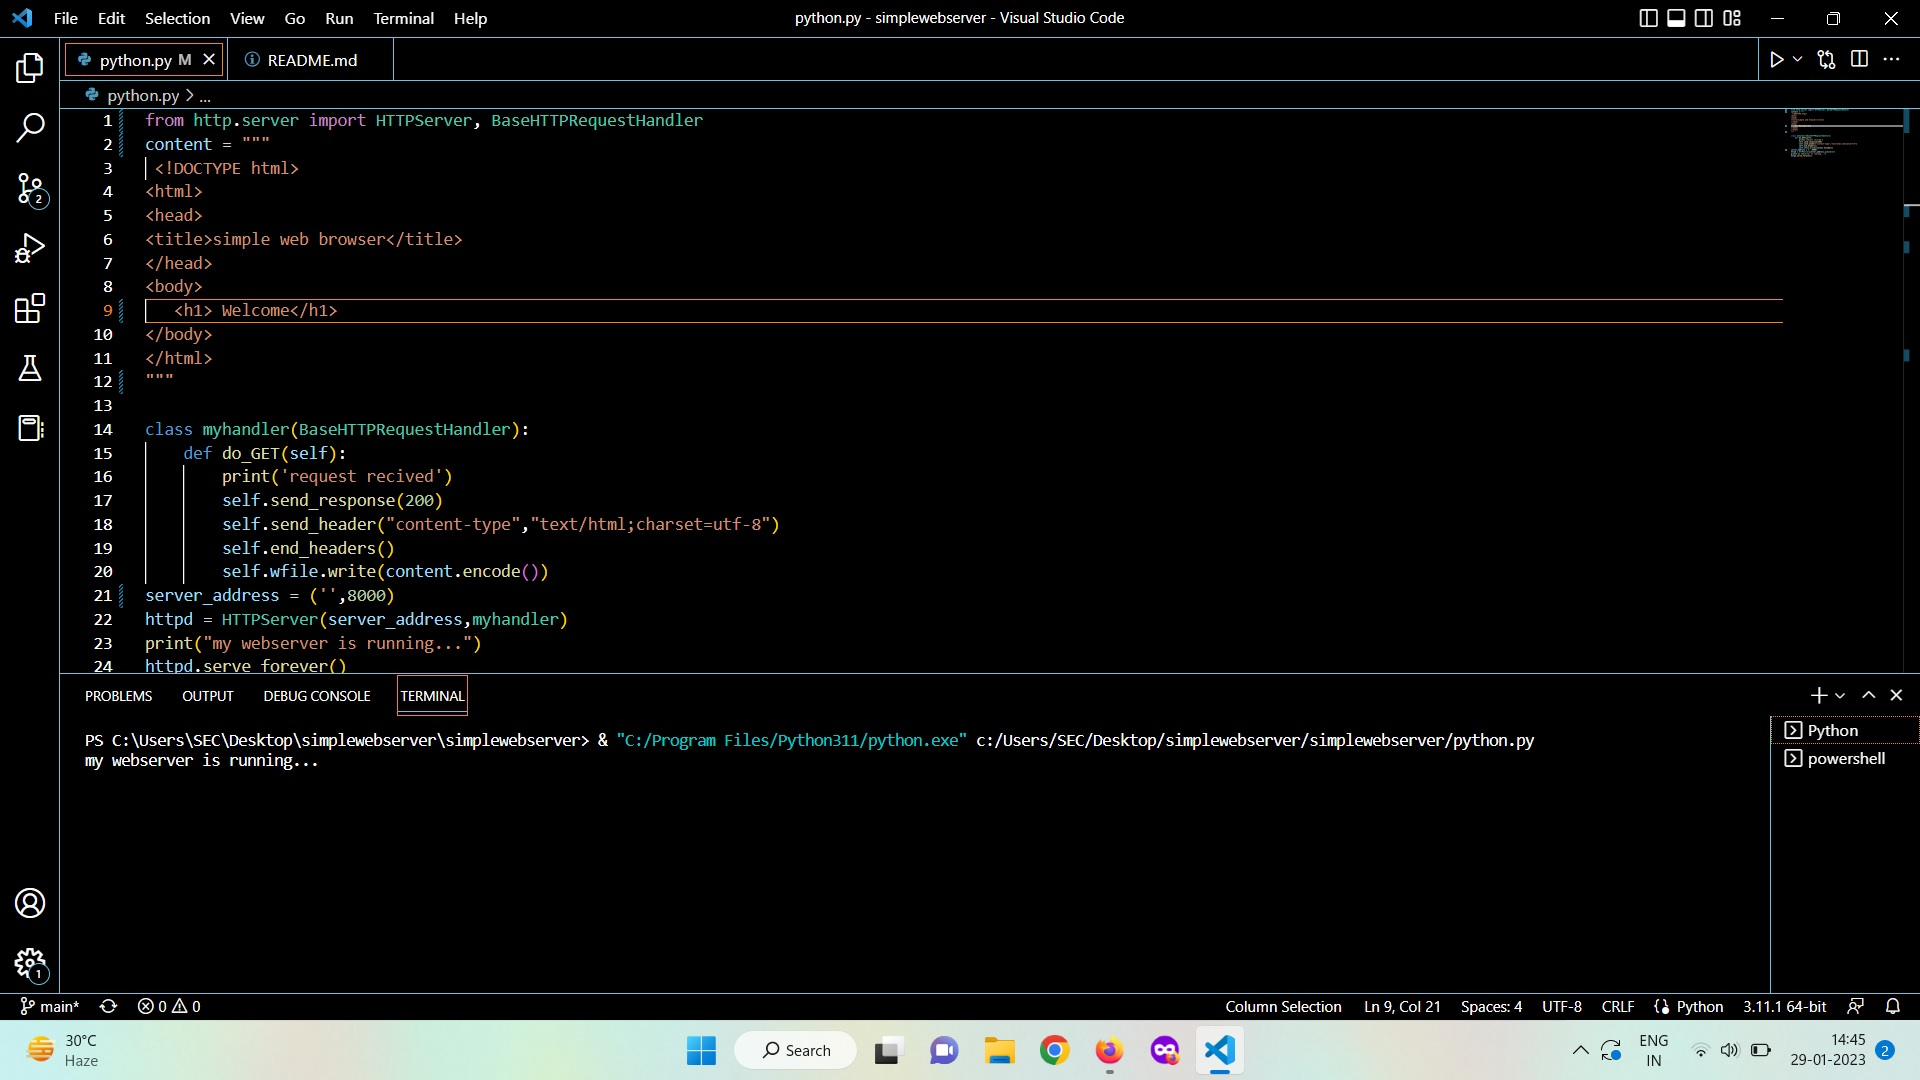 File Edit Selection View Go Run Terminal Help
python.py - simplewebserver - Visual Studio Code
python.py M
README.md
python.py > ...
1 from http.server import HTTPServer, BaseHTTPRequestHandler
2 content = """
3 <!DOCTYPE html>
4 <html>
5 <head>
6 <title>simple web browser</title>
7 </head>
8 <body>
9 <h1> Welcome</h1>
10 </body>
11 </html>
12 """
13
14 class myhandler(BaseHTTPRequestHandler):
15 def do_GET(self):
16 print('request recived')
17 self.send_response(200)
18 self.send_header("content-type","text/html;charset=utf-8")
19 self.end_headers()
20 self.wfile.write(content.encode())
21 server_address = ('',8000)
22 httpd = HTTPServer(server_address,myhandler)
23 print("my webserver is running...")
24 httpd.serve_forever()
2
PROBLEMS OUTPUT DEBUG CONSOLE TERMINAL
PS C:\Users\SEC\Desktop\simplewebserver\simplewebserver> & "C:/Program Files/Python311/python.exe" c:/Users/SEC/Desktop/simplewebserver/simplewebserver/python.py
my webserver is running...
Python
powershell
1
main* 0 0
Column Selection Ln 9, Col 21 Spaces: 4 UTF-8 CRLF Python 3.11.1 64-bit
30°C
Haze
Search
ENG
IN
14:45
29-01-2023
2